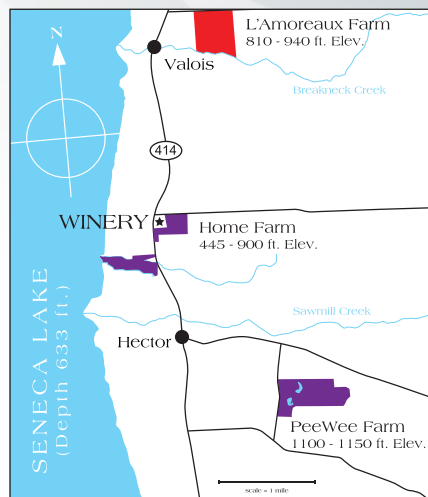 L'Amoreaux Farm
810 - 940 ft. Elev.
N
Valois
Breakneck Creek
414
WINERY
Home Farm
445 - 900 ft. Elev.
SENECA LAKE
(Depth 633 ft.)
Sawmill Creek
Hector
PeeWee Farm
1100 - 1150 ft. Elev.
scale = 1 mile